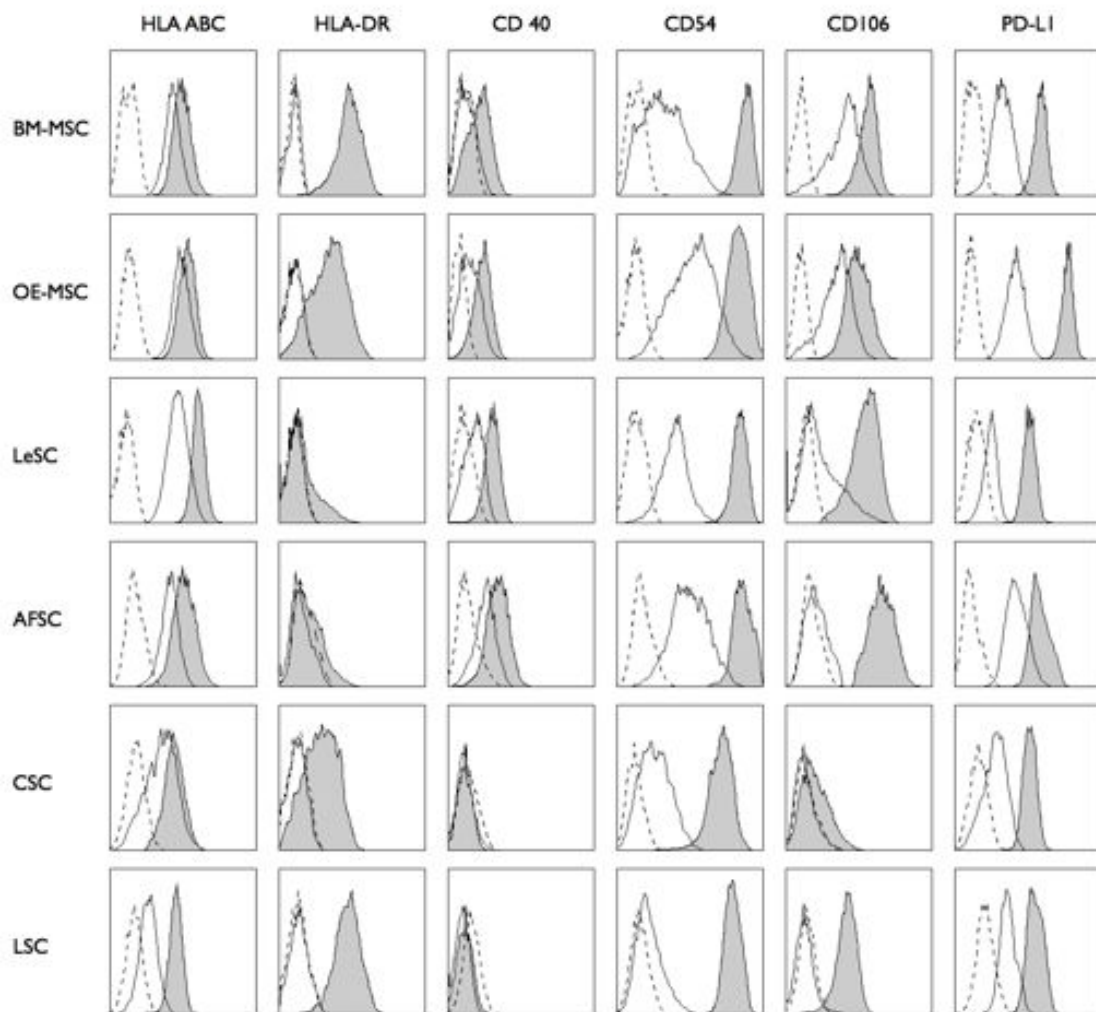 HLA ABC HLA-DR CD 40 CD54 CD106 PD-L1
BM-MSC
OE-MSC
LeSC
AFSC
CSC
LSC